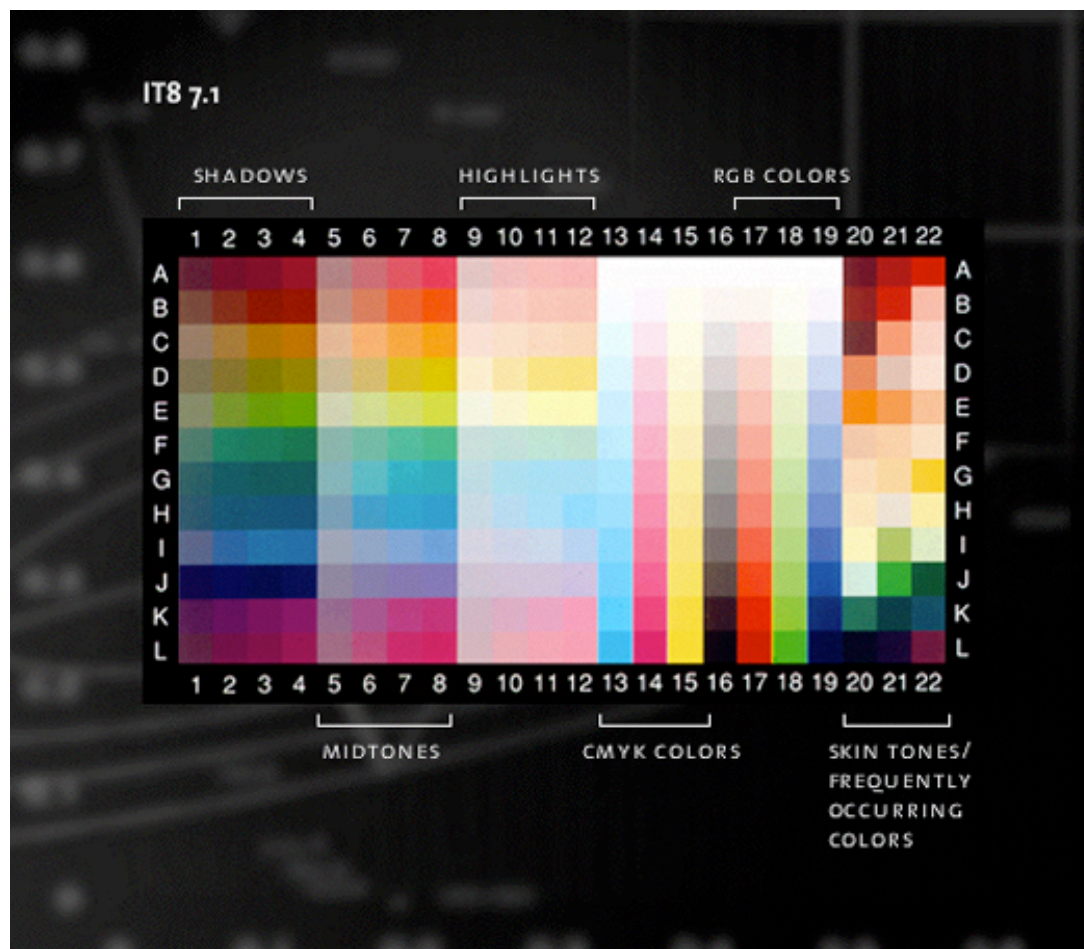 IT8 7.1
SHADOWS HIGHLIGHTS RGB COLORS
1 2 3 4 5 6 7 8 9 10 11 12 13 14 15 16 17 18 19 20 21 22
A A
B B
C C
D D
E E
F F
G G
H H
I I
J J
K K
L L
1 2 3 4 5 6 7 8 9 10 11 12 13 14 15 16 17 18 19 20 21 22
MIDTONES CMYK COLORS SKIN TONES/
FREQUENTLY
OCCURRING
COLORS